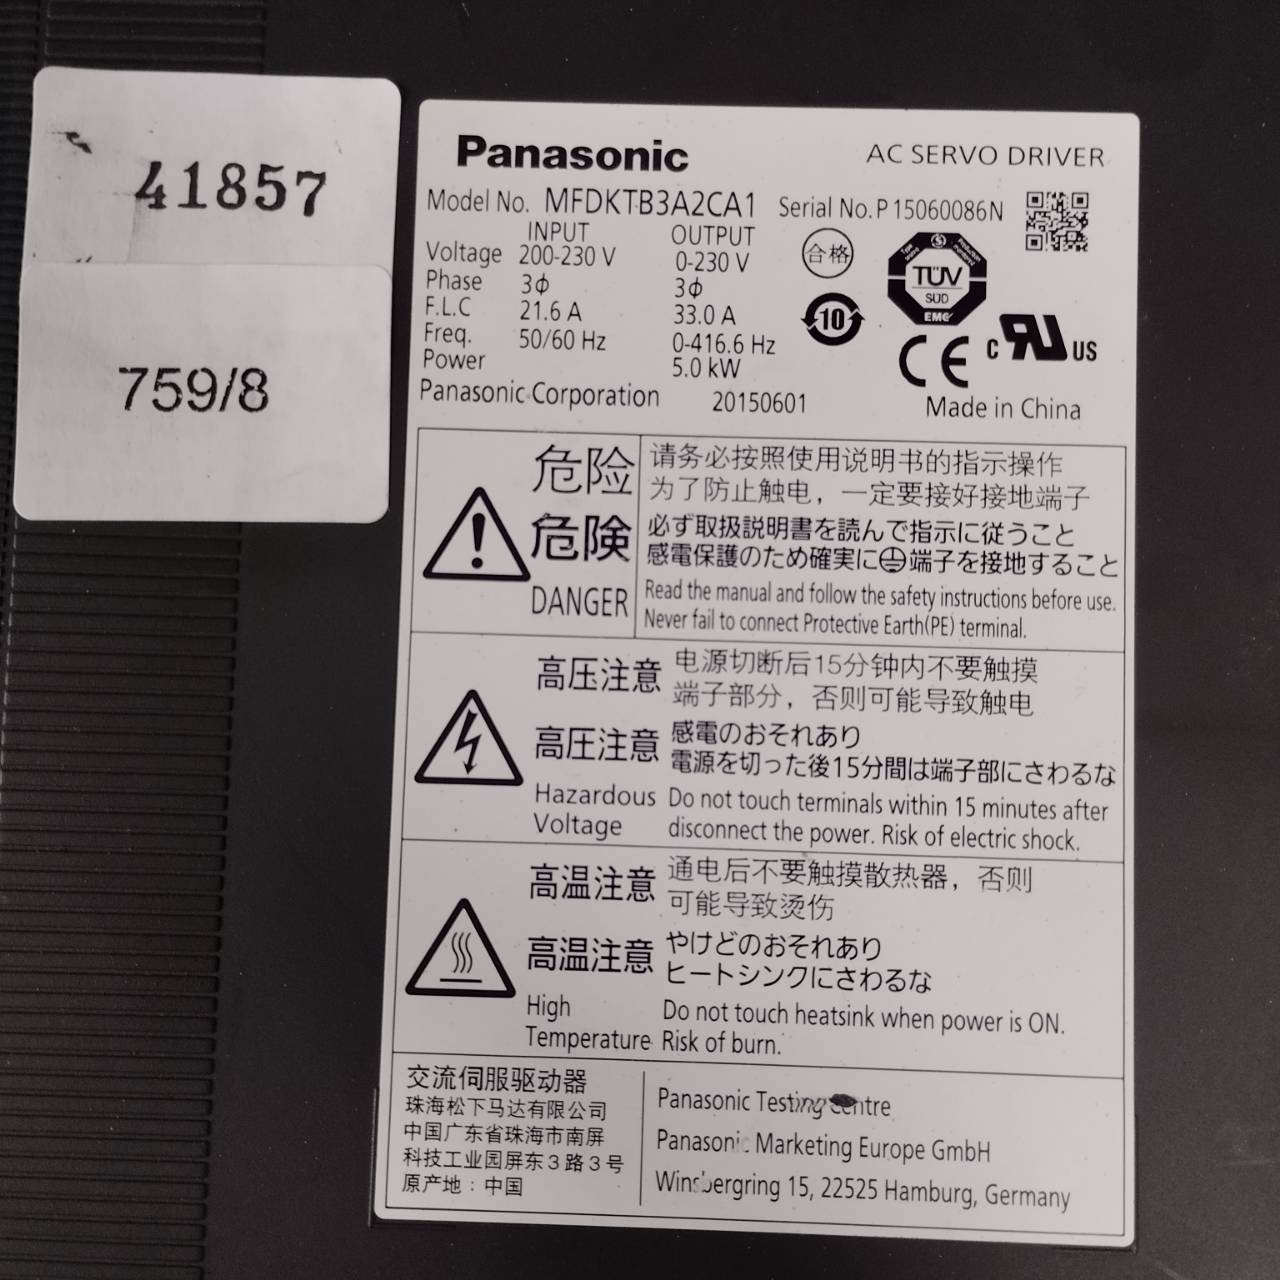 41857
759/8
Panasonic AC SERVO DRIVER
Model No. MFDKTB3A2CA1 Serial No. P15060086N
INPUT OUTPUT
Voltage 200-230 V 0-230 V
Phase 3ϕ 3ϕ
F.L.C 21.6 A 33.0 A
Freq. 50/60 Hz 0-416.6 Hz
Power 5.0 kW
合格
10
TÜV
SÜD
EMC
CE
c RU US
Panasonic Corporation 20150601 Made in China
危险
请务必按照使用说明书的指示操作
为了防止触电，一定要接好接地端子
危険
必ず取扱説明書を読んで指示に従うこと
感電保護のため確実に⏚端子を接地すること
DANGER
Read the manual and follow the safety instructions before use.
Never fail to connect Protective Earth(PE) terminal.
高压注意
电源切断后15分钟内不要触摸
端子部分，否则可能导致触电
高圧注意
感電のおそれあり
電源を切った後15分間は端子部にさわるな
Hazardous
Voltage
Do not touch terminals within 15 minutes after
disconnect the power. Risk of electric shock.
高温注意
通电后不要触摸散热器，否则
可能导致烫伤
高温注意
やけどのおそれあり
ヒートシンクにさわるな
High
Temperature
Do not touch heatsink when power is ON.
Risk of burn.
交流伺服驱动器
珠海松下马达有限公司
中国广东省珠海市南屏
科技工业园屏东3路3号
原产地：中国
Panasonic Testing Centre
Panasonic Marketing Europe GmbH
Winsbergring 15, 22525 Hamburg, Germany